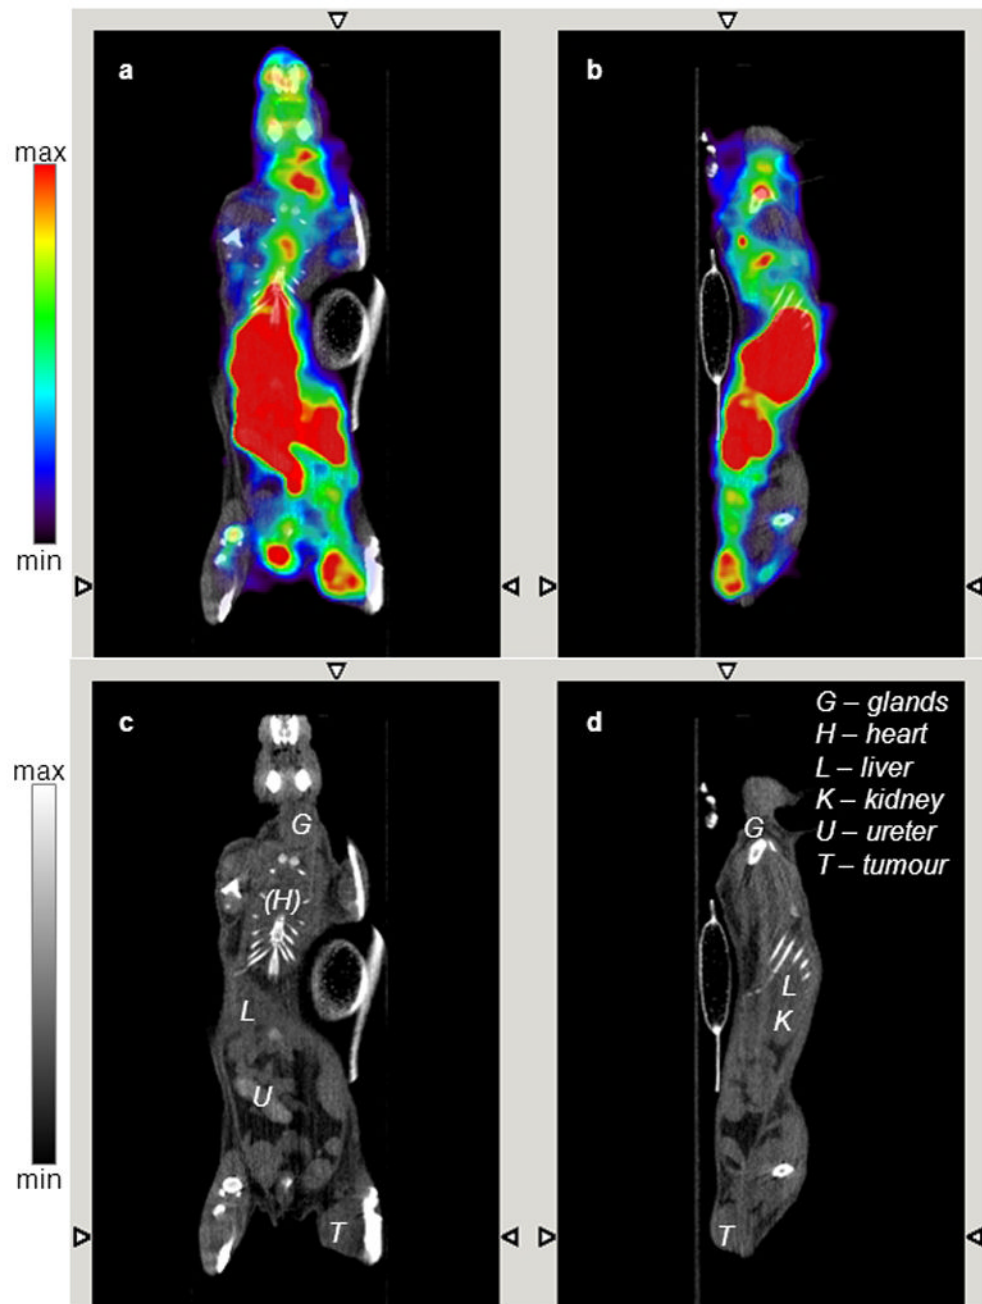 a
b
max
min
c
d
G – glands
H – heart
L – liver
K – kidney
U – ureter
T – tumour
max
G
G
(H)
L
L
K
U
min
T
T